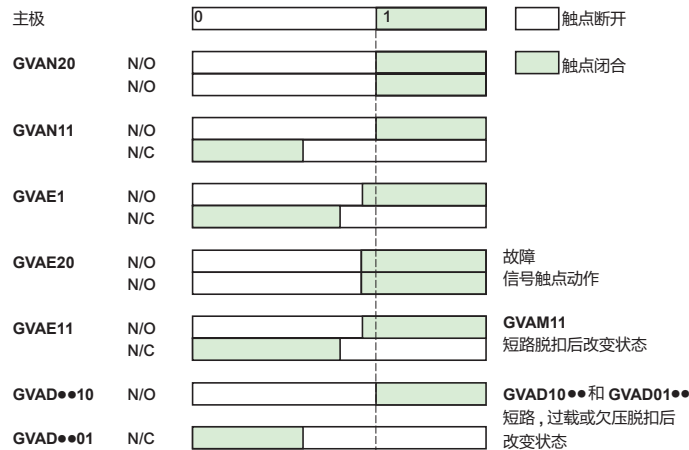 主极 0 1 触点断开
GVAN20 N/O 触点闭合
N/O
GVAN11 N/O
N/C
GVAE1 N/O
N/C
GVAE20 N/O 故障
N/O 信号触点动作
GVAE11 N/O GVAM11
N/C 短路脱扣后改变状态
GVAD●●10 N/O GVAD10●●和 GVAD01●●
短路 , 过载或欠压脱扣后
GVAD●●01 N/C 改变状态